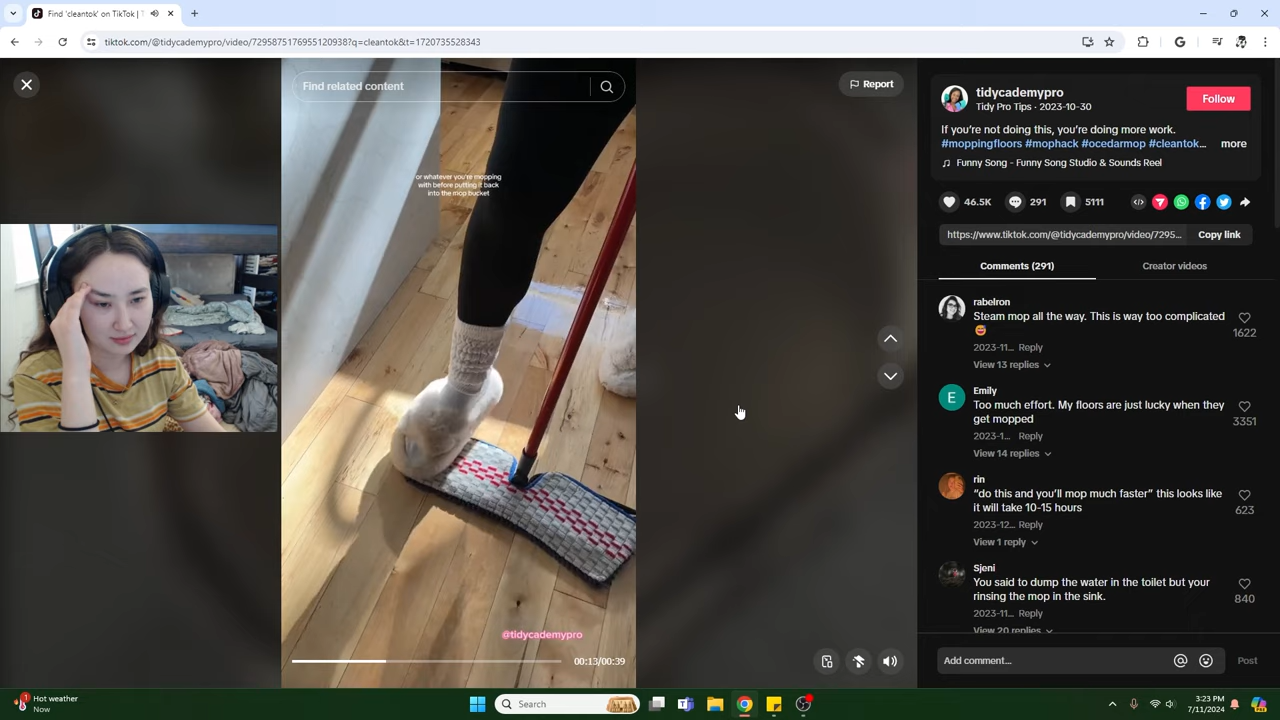 Find 'cleantok' on TikTok | T
tiktok.com/@tidycademypro/video/7295875176955120938?q=cleantok&t=1720735528343
Find related content
Report
or whatever you're mopping
with before putting it back
into the mop bucket
@tidycademypro
00:13/00:39
tidycademypro
Tidy Pro Tips · 2023-10-30
Follow
If you're not doing this, you're doing more work.
#moppingfloors #mophack #ocedarmop #cleantok... more
Funny Song - Funny Song Studio & Sounds Reel
46.5K 291 5111
https://www.tiktok.com/@tidycademypro/video/7295... Copy link
Comments (291) Creator videos
rabelron
Steam mop all the way. This is way too complicated
😅
1622
2023-11... Reply
View 13 replies
E
Emily
Too much effort. My floors are just lucky when they
get mopped
3351
2023-1... Reply
View 14 replies
rin
“do this and you’ll mop much faster” this looks like
it will take 10-15 hours
623
2023-12... Reply
View 1 reply
Sjeni
You said to dump the water in the toilet but your
rinsing the mop in the sink.
840
2023-11... Reply
View 20 replies
Add comment... Post
1
Hot weather
Now
Search
3:23 PM
7/11/2024